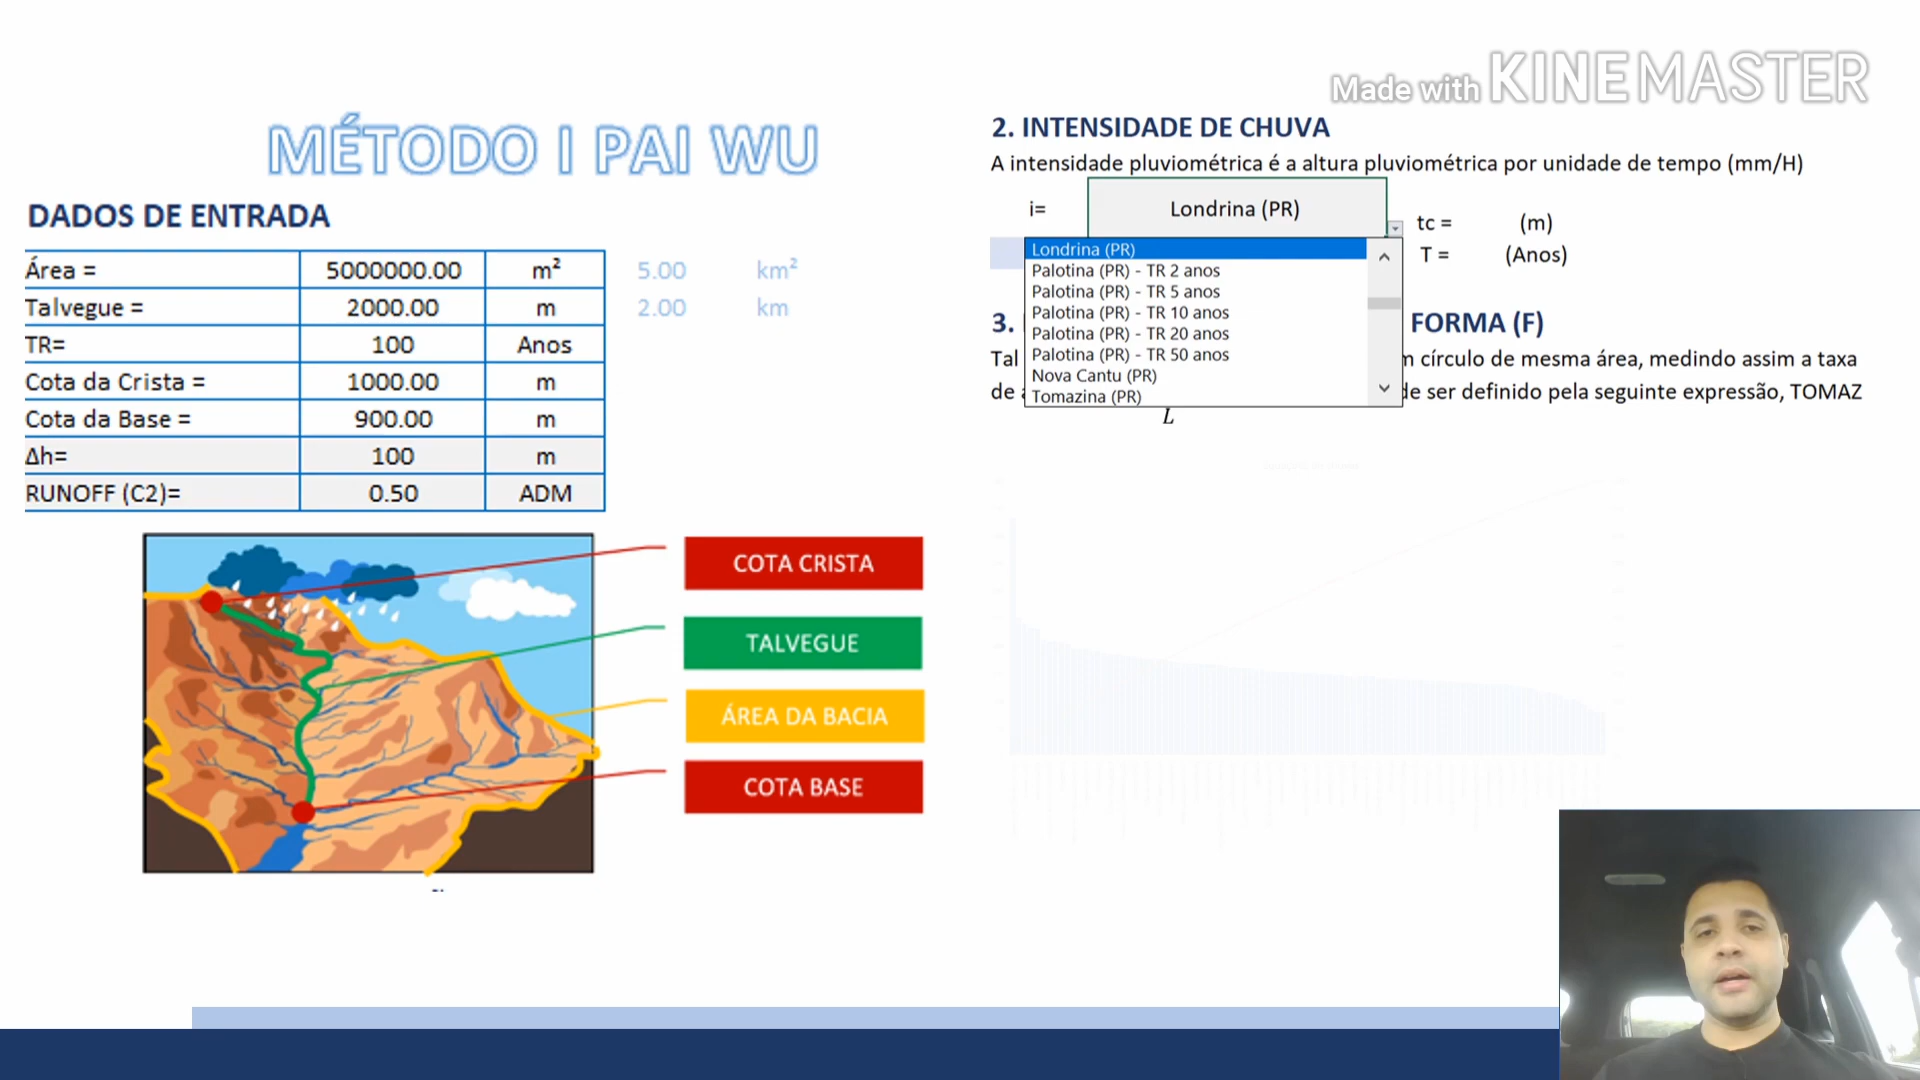 Made with KINEMASTER
MÉTODO I PAI WU
DADOS DE ENTRADA
Área = 5000000.00 m² 5.00 km²
Talvegue = 2000.00 m 2.00 km
TR= 100 Anos
Cota da Crista = 1000.00 m
Cota da Base = 900.00 m
Δh= 100 m
RUNOFF (C2)= 0.50 ADM
COTA CRISTA
TALVEGUE
ÁREA DA BACIA
COTA BASE
2. INTENSIDADE DE CHUVA
A intensidade pluviométrica é a altura pluviométrica por unidade de tempo (mm/H)
i= Londrina (PR)
tc = (m)
T = (Anos)
Londrina (PR)
Palotina (PR) - TR 2 anos
Palotina (PR) - TR 5 anos
Palotina (PR) - TR 10 anos
Palotina (PR) - TR 20 anos
Palotina (PR) - TR 50 anos
Nova Cantu (PR)
Tomazina (PR)
3. FORMA (F)
Tal círculo de mesma área, medindo assim a taxa
de ser definido pela seguinte expressão, TOMAZ
L